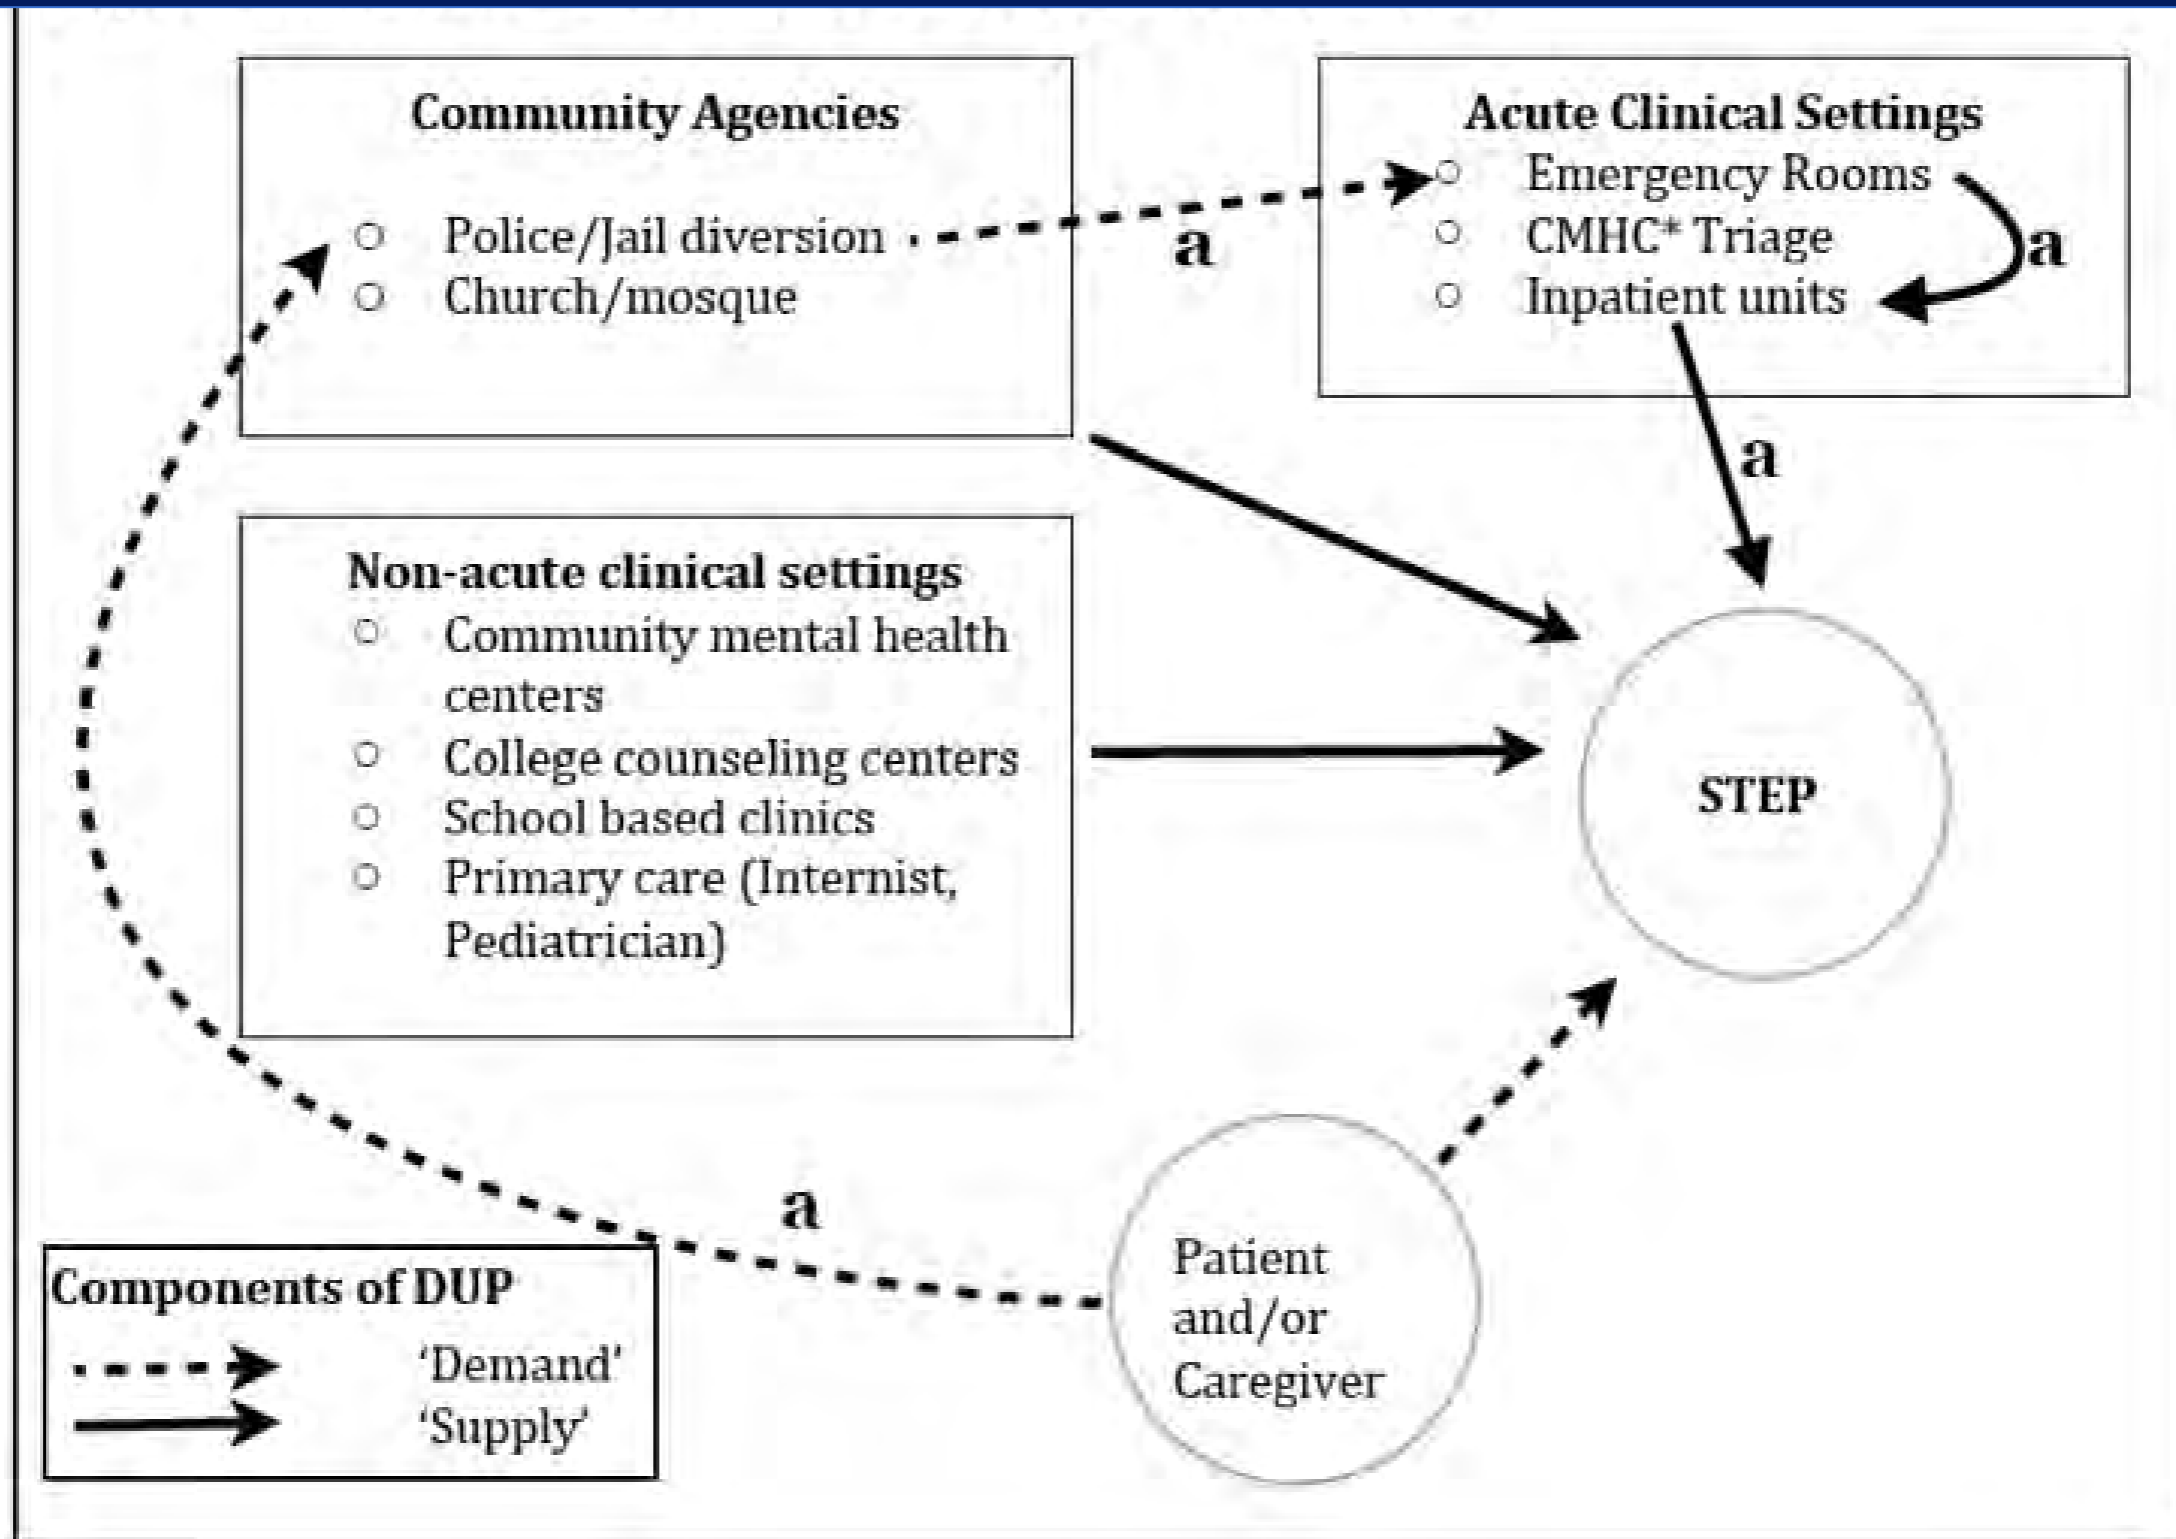 Community Agencies
Police/Jail diversion
Church/mosque
a
Acute Clinical Settings
Emergency Rooms
CMHC* Triage
Inpatient units
a
a
Non-acute clinical settings
Community mental health
centers
College counseling centers
School based clinics
Primary care (Internist,
Pediatrician)
STEP
a
Patient
and/or
Caregiver
Components of DUP
‘Demand’
‘Supply’